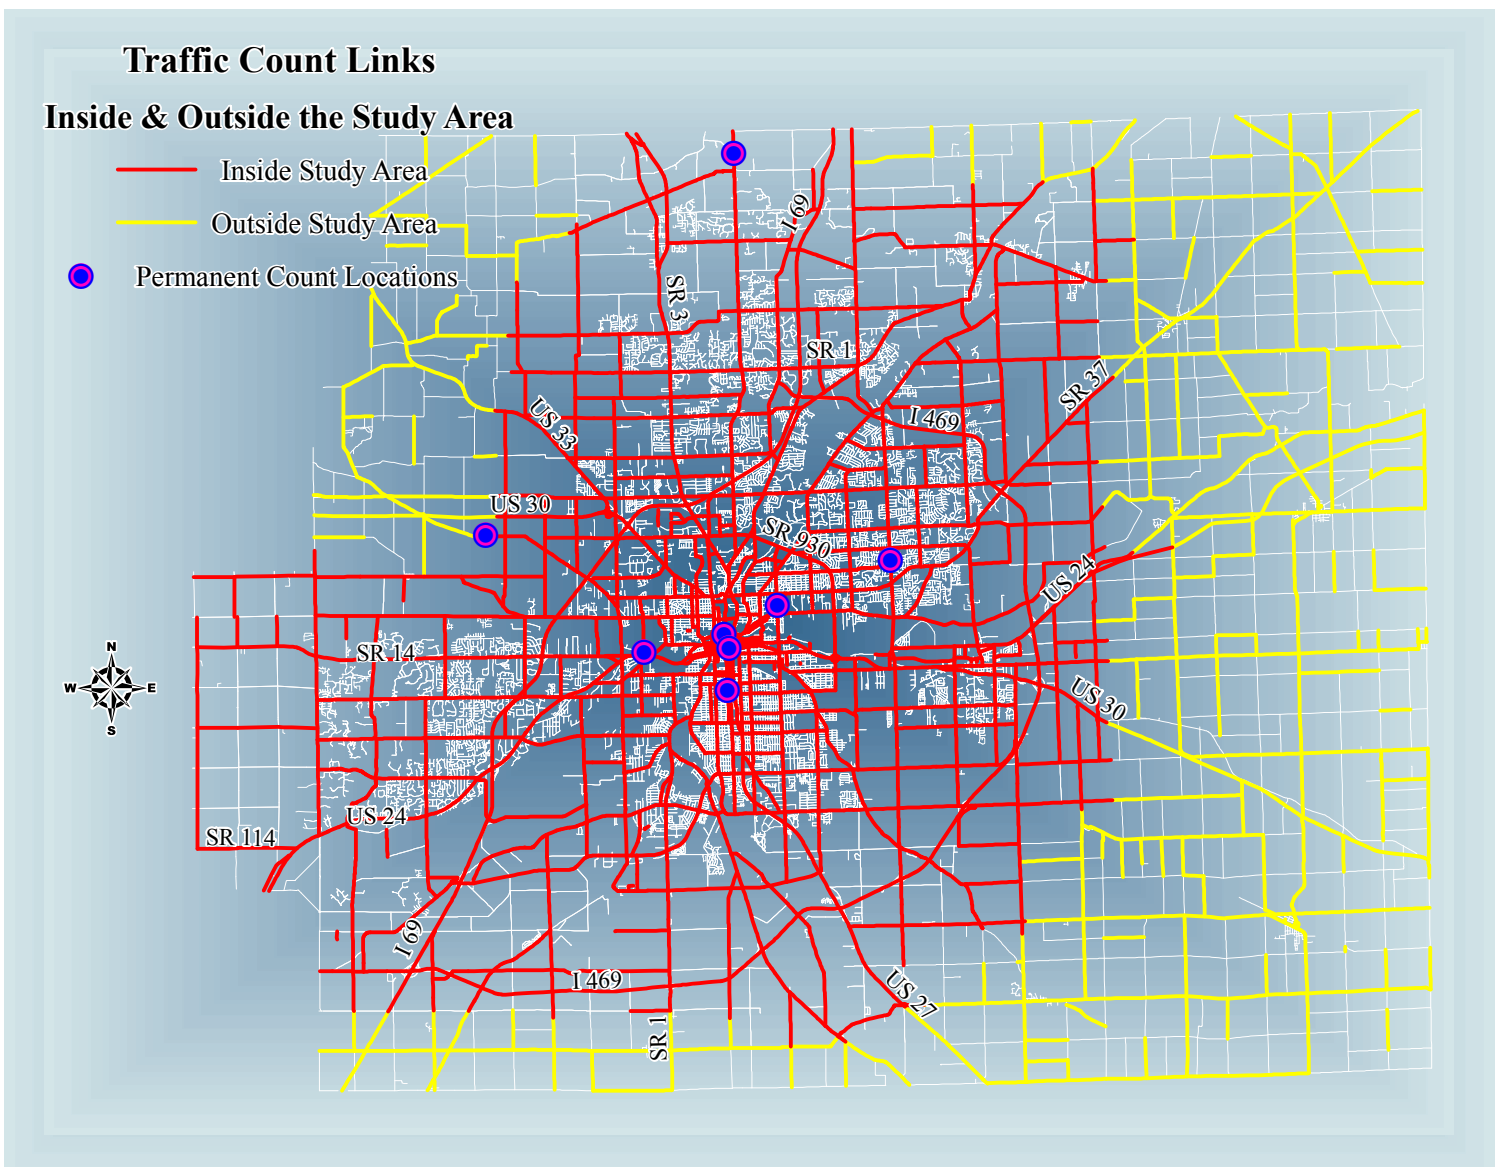 Traffic Count Links
Inside & Outside the Study Area
Inside Study Area
Outside Study Area
Permanent Count Locations
I 69
SR 3
SR 1
SR 37
I 469
US 33
US 30
SR 930
US 24
N
W E
S
SR 14
US 30
US 24
SR 114
I 69
I 469
US 27
SR 1